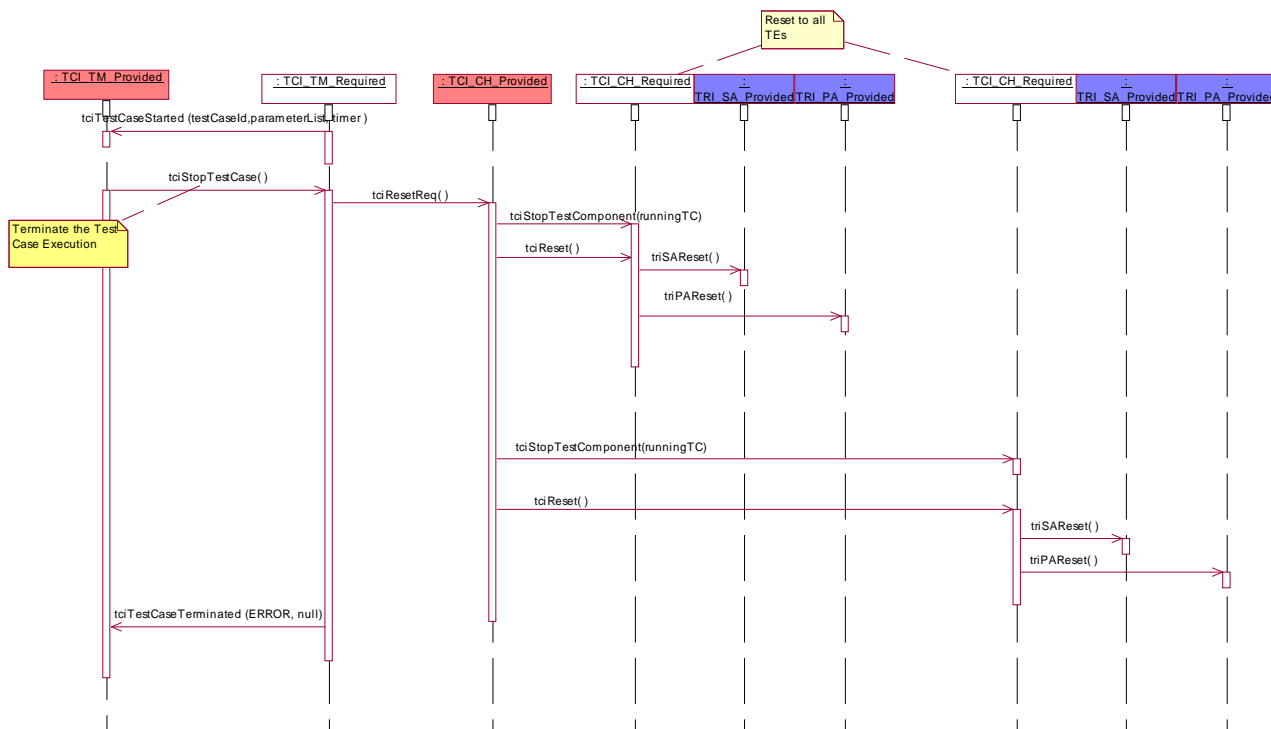 Reset to all
TEs
: TCI_TM_Provided
: TCI_TM_Required
: TCI_CH_Provided
: TCI_CH_Required
:
TRI_SA_Provided
:
TRI_PA_Provided
: TCI_CH_Required
:
TRI_SA_Provided
:
TRI_PA_Provided
tciTestCaseStarted (testCaseId,parameterList, timer )
tciStopTestCase( )
tciResetReq( )
tciStopTestComponent(runningTC)
Terminate the Test
Case Execution
tciReset( )
triSAReset( )
triPAReset( )
tciStopTestComponent(runningTC)
tciReset( )
triSAReset( )
triPAReset( )
tciTestCaseTerminated (ERROR, null)